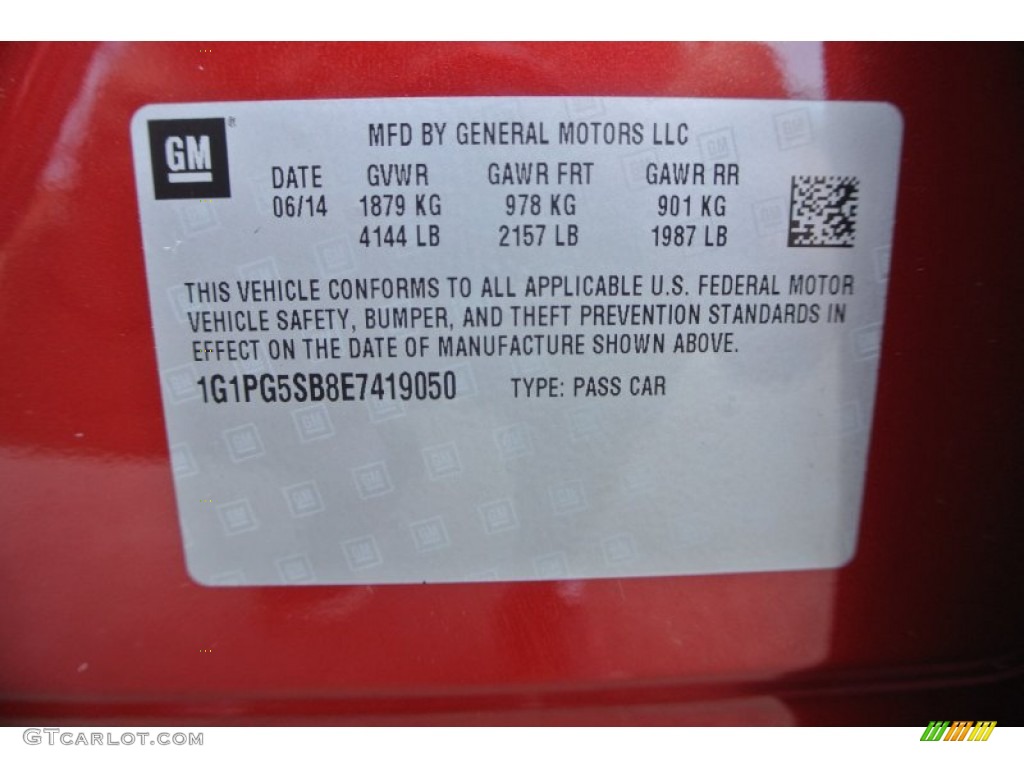 GM
MFD BY GENERAL MOTORS LLC
DATE GVWR GAWR FRT GAWR RR
06/14 1879 KG 978 KG 901 KG
4144 LB 2157 LB 1987 LB
THIS VEHICLE CONFORMS TO ALL APPLICABLE U.S. FEDERAL MOTOR
VEHICLE SAFETY, BUMPER, AND THEFT PREVENTION STANDARDS IN
EFFECT ON THE DATE OF MANUFACTURE SHOWN ABOVE.
1G1PG5SB8E7419050 TYPE: PASS CAR
GTCarlot.com